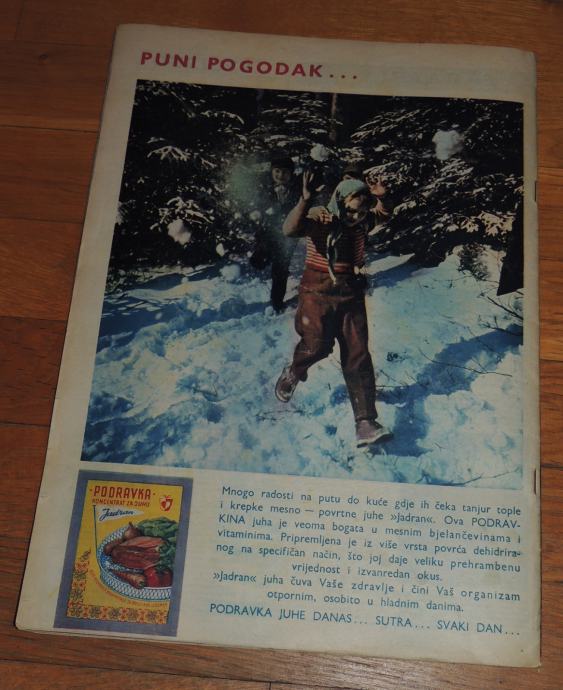 PUNI POGODAK...
Mnogo radosti na putu do kuće gdje ih čeka tanjur tople
i krepke mesno — povrtne juhe »Jadran«. Ova PODRAV-
KINA juha je veoma bogata u mesnim bjelančevinama i
vitaminima. Pripremljena je iz više vrsta povrća dehidrira-
nog na specifičan način, što joj daje veliku prehrambenu
vrijednost i izvanredan okus.
»Jadran« juha čuva Vaše zdravlje i čini Vaš organizam
otpornim, osobito u hladnim danima.
PODRAVKA JUHE DANAS... SUTRA... SVAKI DAN...
PODRAVKA
KONCENTRAT ZA JUHU
Jadran